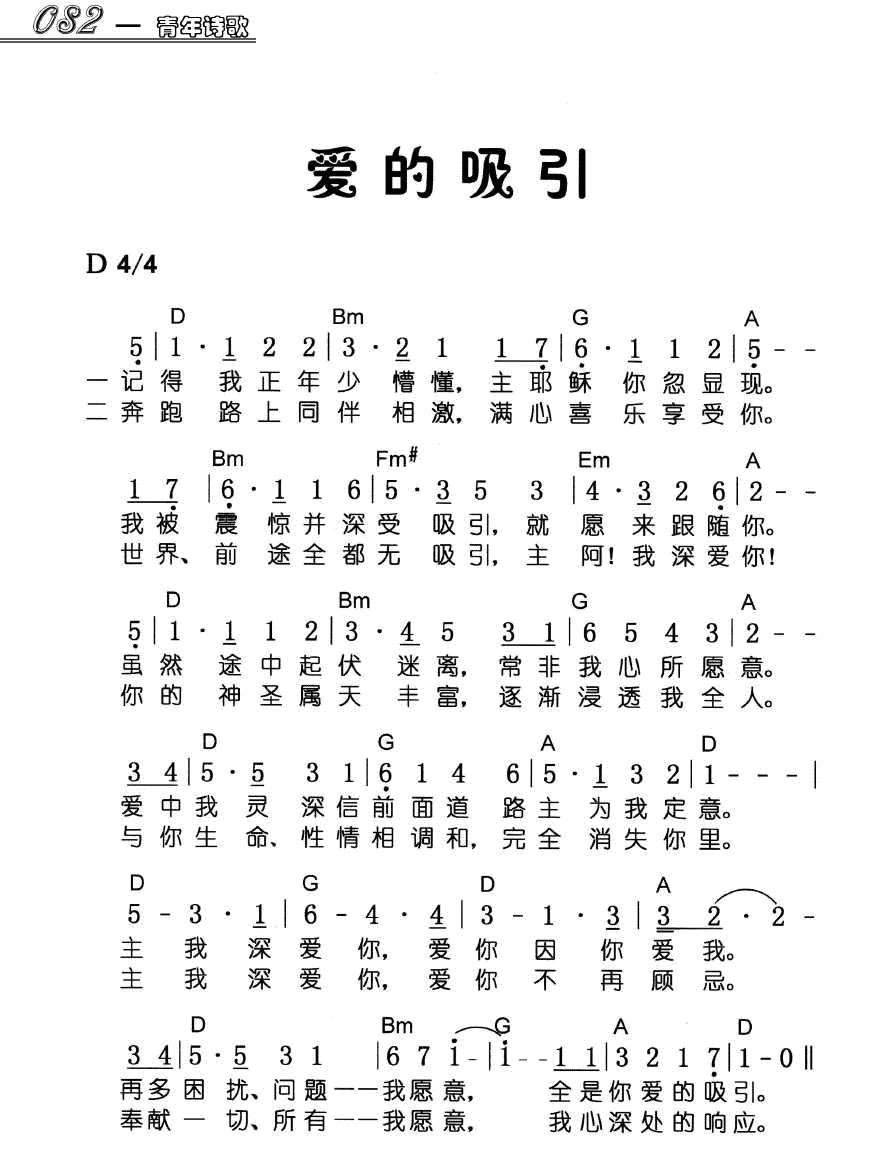 082 — 青年诗歌
爱的吸引
D 4/4
D Bm G A
5|1 · 1 2 2|3 · 2 1 1 7|6 · 1 1 2|5 - -
一记得 我正年少 懵懂，主耶稣 你忽显现。
二奔跑 路上同伴 相激，满心喜 乐享受你。
Bm Fm# Em A
1 7 |6 · 1 1 6|5 · 3 5 3 |4 · 3 2 6|2 - -
我被 震 惊并深受 吸引，就 愿 来跟随你。
世界、前 途全都无 吸引，主 阿！我深爱你！
D Bm G A
5|1 · 1 1 2|3 · 4 5 3 1|6 5 4 3|2 - -
虽然 途中起伏 迷离，常非我心所愿意。
你的 神圣属天 丰富，逐渐浸透我全人。
D G A D
3 4|5 · 5 3 1|6 1 4 6|5 · 1 3 2|1 - - - |
爱中我 灵 深信前面道 路主 为我定意。
与你生 命、性情相调和，完全 消失你里。
D G D A
5 - 3 · 1|6 - 4 · 4|3 - 1 · 3|3 2 · 2 -
主 我 深爱你，爱你 因 你爱我。
主 我 深爱你，爱你 不 再顾忌。
D Bm G A D
3 4|5 · 5 3 1 |6 7 i -|i - - 1 1|3 2 1 7|1 - 0‖
再多困 扰、问题——我愿意， 全是你爱的吸引。
奉献一 切、所有——我愿意， 我心深处的响应。